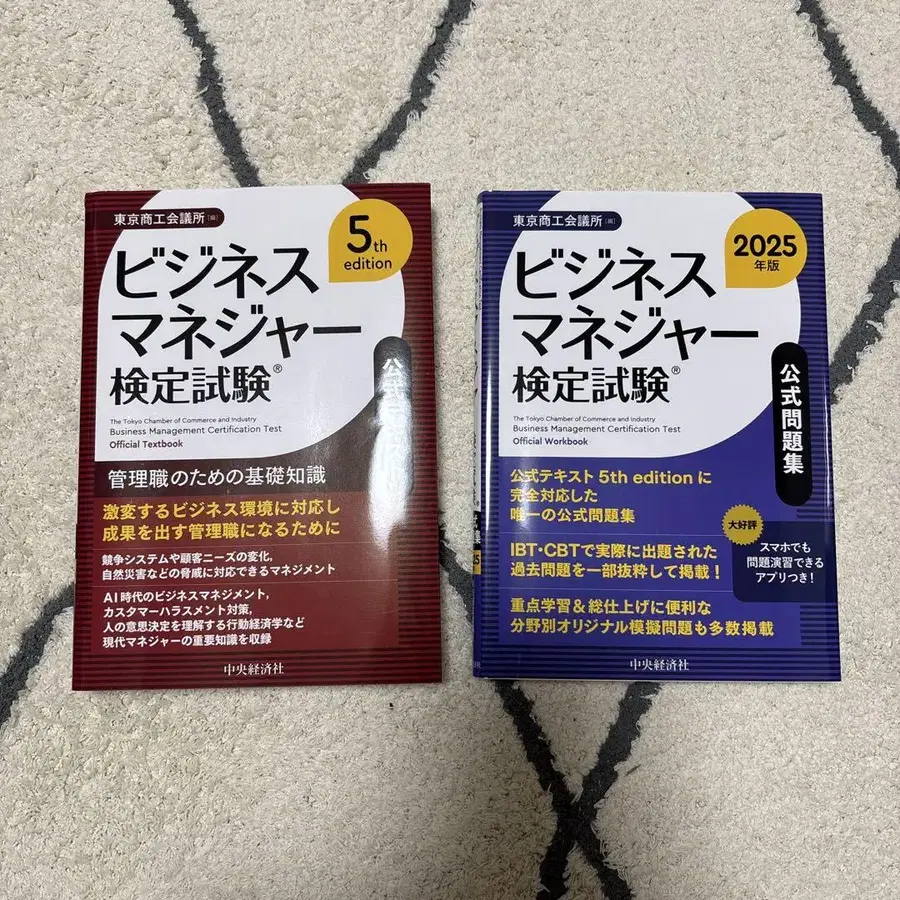 東京商工会議所[編]
5th
edition
ビジネス
マネジャー
検定試験®
The Tokyo Chamber of Commerce and Industry
Business Management Certification Test
Official Textbook
公式
管理職のための基礎知識
激変するビジネス環境に対応し
成果を出す管理職になるために
競争システムや顧客ニーズの変化,
自然災害などの脅威に対応できるマネジメント
AI時代のビジネスマネジメント,
カスタマーハラスメント対策,
人の意思決定を理解する行動経済学など
現代マネジャーの重要知識を収録
中央経済社
東京商工会議所[編]
2025
年版
ビジネス
マネジャー
検定試験®
The Tokyo Chamber of Commerce and Industry
Business Management Certification Test
Official Workbook
公式問題集
公式テキスト 5th edition に
完全対応した
唯一の公式問題集
大好評
スマホでも
問題演習できる
アプリつき!
IBT・CBTで実際に出題された
過去問題を一部抜粋して掲載!
重点学習&総仕上げに便利な
分野別オリジナル模擬問題も多数掲載
中央経済社